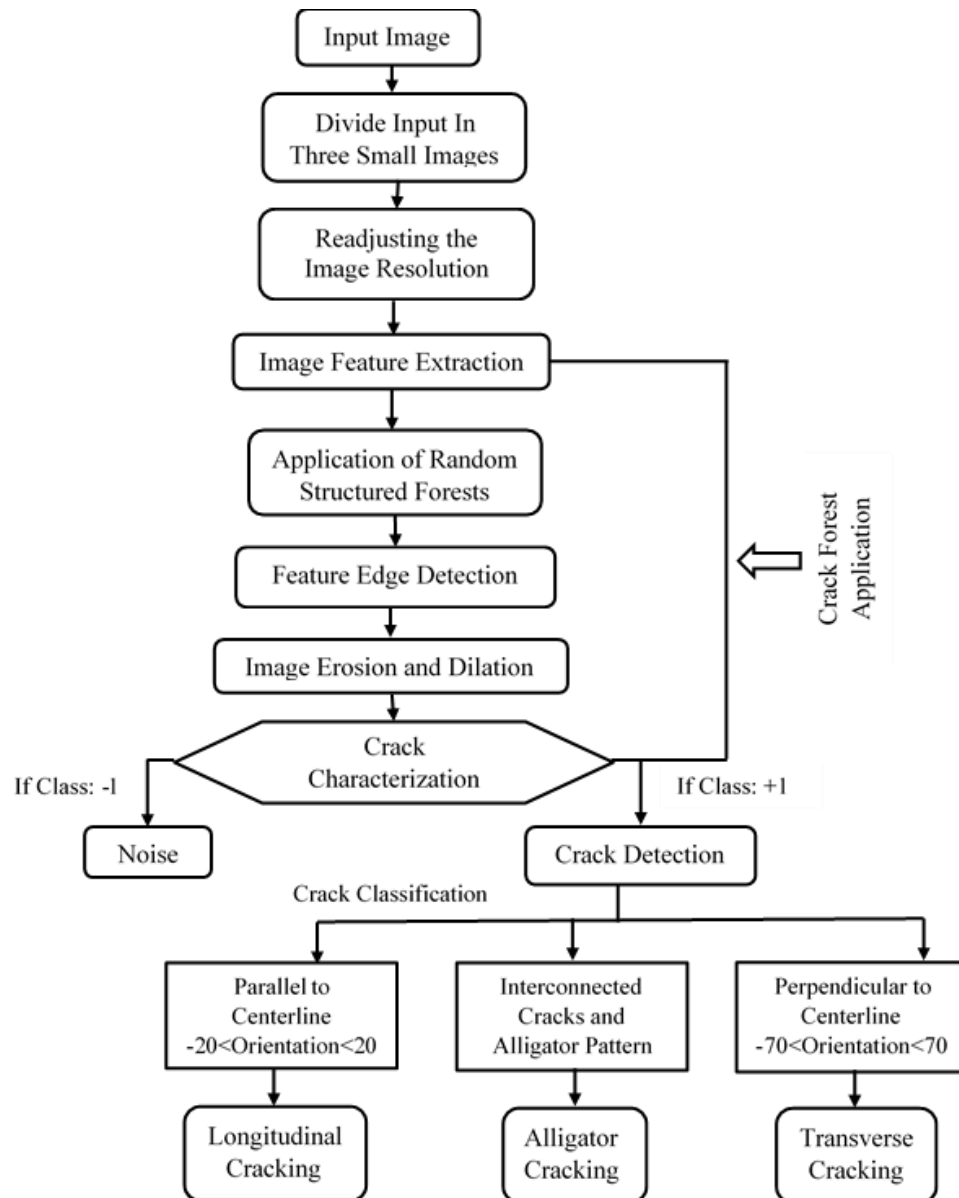 Input Image
Divide Input In
Three Small Images
Readjusting the
Image Resolution
Image Feature Extraction
Application of Random
Structured Forests
Crack Forest
Application
Feature Edge Detection
Image Erosion and Dilation
Crack
Characterization
If Class: -1
If Class: +1
Noise
Crack Detection
Crack Classification
Parallel to
Centerline
-20<Orientation<20
Interconnected
Cracks and
Alligator Pattern
Perpendicular to
Centerline
-70<Orientation<70
Longitudinal
Cracking
Alligator
Cracking
Transverse
Cracking